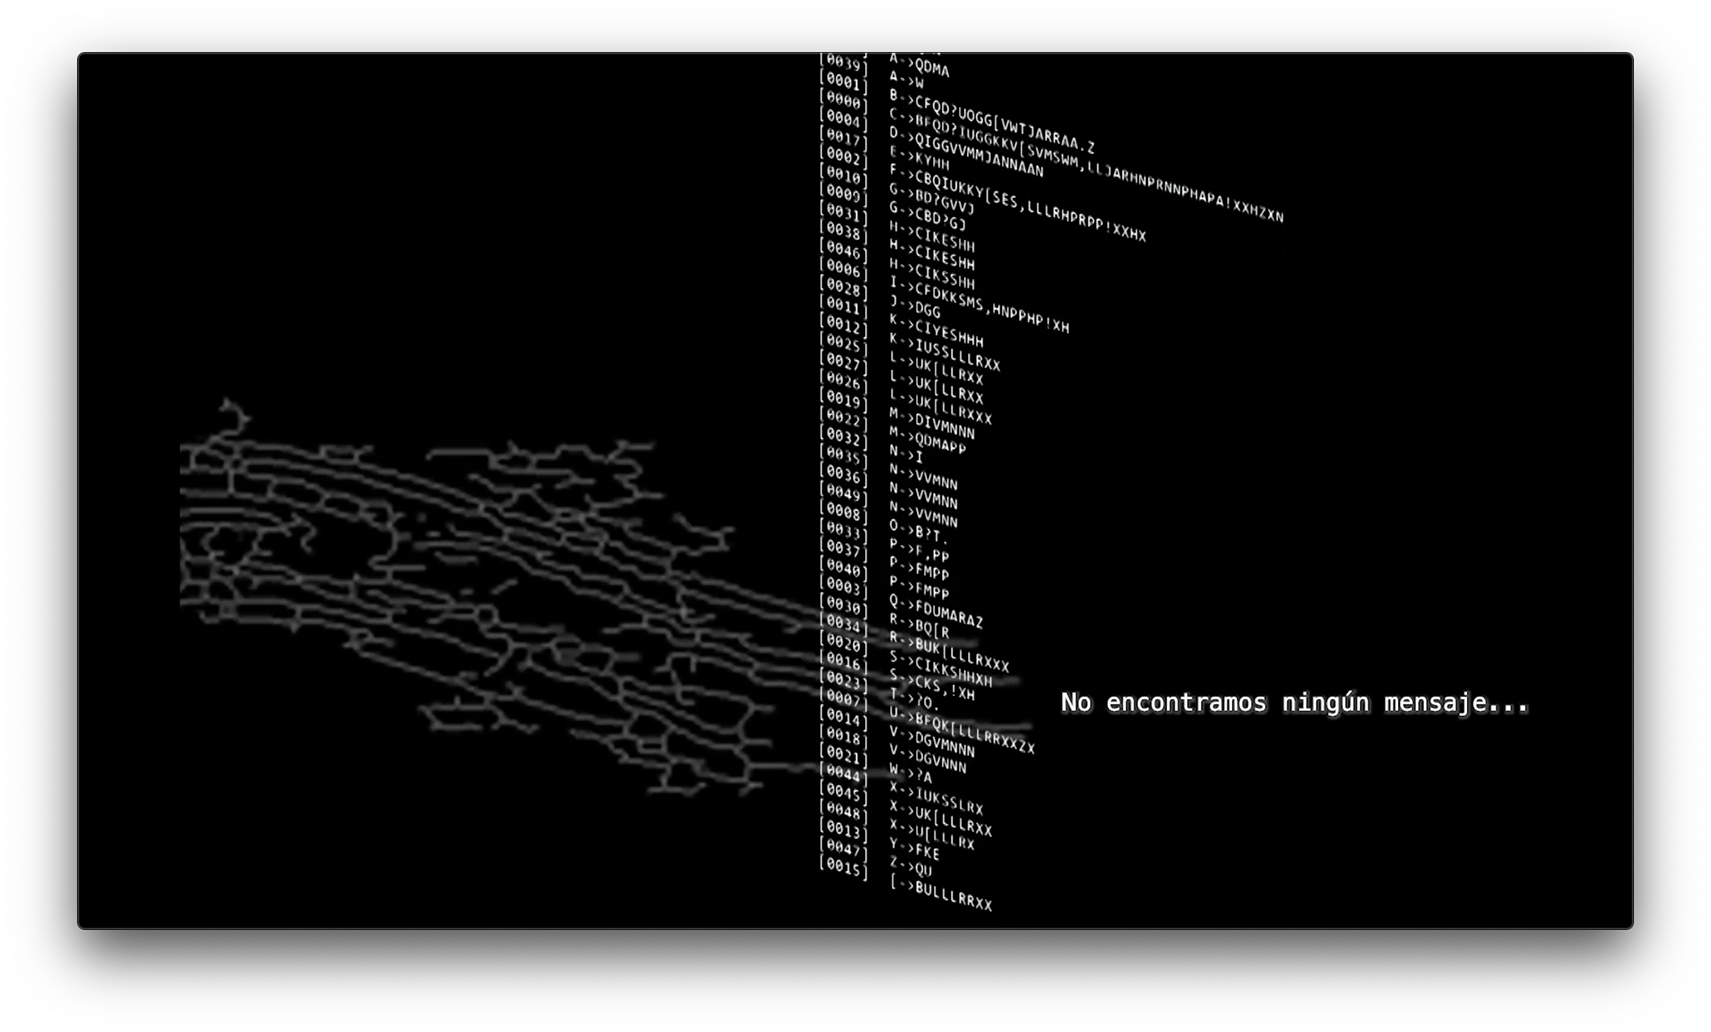 A->QDMA
[0039] A->W
[0001] B->CFQD?UOGG[VWTJARRAA.Z
[0000] C->BFQD?IUGGKKV[SVMSWM,LLJARHNPRNNPHAPA!XXHZXN
[0004] D->QIGGVVMMJANNAAN
[0017] E->KYHH
[0002] F->CBQIUKKY[SES,LLLRHPRPP!XXHX
[0010] G->BD?GVVJ
[0009] G->CBD?GJ
[0031] H->CIKESHH
[0038] H->CIKESHH
[0046] H->CIKSSHH
[0006] I->CFDKKSMS,HNPPHP!XH
[0028] J->DGG
[0011] K->CIYESHHH
[0012] K->IUSSLLLRXX
[0025] L->UK[LLRXX
[0027] L->UK[LLRXX
[0026] L->UK[LLRXXX
[0019] M->DIVMNNN
[0022] M->QDMAPP
[0032] N->I
[0035] N->VVMNN
[0036] N->VVMNN
[0049] N->VVMNN
[0008] O->B?T.
[0033] P->F,PP
[0037] P->FMPP
[0040] P->FMPP
[0003] Q->FDUMARAZ
[0030] R->BQ[R
[0034] R->BUK[LLLRXXX
[0020] S->CIKKSHHXH
[0016] S->CKS,!XH
[0023] T->?O.
[0007] U->BFQK[LLLRRXXZX
[0014] V->DGVMNNN
[0018] V->DGVNNN
[0021] W->?A
[0044] X->IUKSSLRX
[0045] X->UK[LLLRXX
[0048] X->U[LLLRX
[0013] Y->FKE
[0047] Z->QU
[0015] [->BULLLRRXX
No encontramos ningún mensaje...